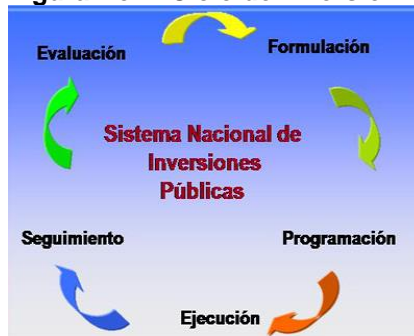 Evaluación
Formulación
Sistema Nacional de
Inversiones
Públicas
Seguimiento
Programación
Ejecución